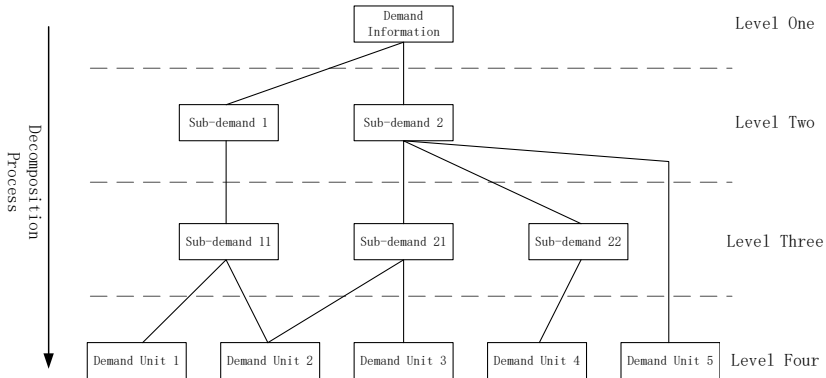 Demand
Information
Level One
Sub-demand 1
Sub-demand 2
Level Two
Decomposition
Process
Sub-demand 11
Sub-demand 21
Sub-demand 22
Level Three
Demand Unit 1
Demand Unit 2
Demand Unit 3
Demand Unit 4
Demand Unit 5
Level Four